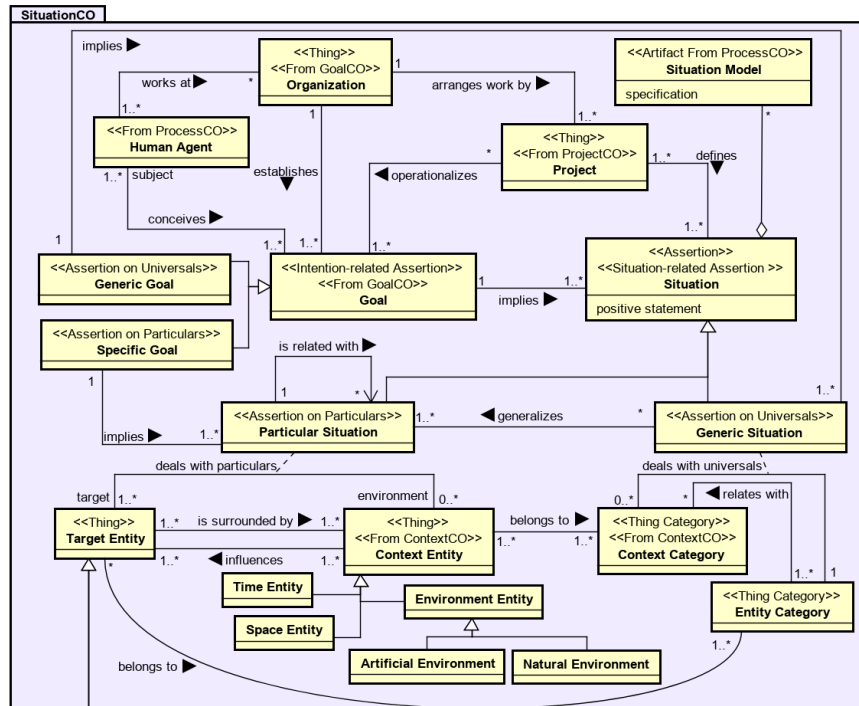 SituationCO
implies ▶
<<Thing>>
<<From GoalCO>>
Organization
<<Artifact From ProcessCO>>
Situation Model
specification
works at ▶
1..*
*
1
arranges work by ▶
1..*
1
*
<<From ProcessCO>>
Human Agent
<<Thing>>
<<From ProjectCO>>
Project
subject
1..*
establishes
▼
*
◀ operationalizes
1..*
defines
▼
conceives ▶
1
1..*
1..*
1..*
1..*
<<Assertion on Universals>>
Generic Goal
<<Intention-related Assertion>>
<<From GoalCO>>
Goal
1
implies ▶
1..*
<<Assertion>>
<<Situation-related Assertion >>
Situation
positive statement
<<Assertion on Particulars>>
Specific Goal
is related with ▶
1
1
*
1..*
<<Assertion on Particulars>>
Particular Situation
1..*
◀ generalizes
*
<<Assertion on Universals>>
Generic Situation
implies ▶
1..*
deals with particulars
deals with universals
target
1..*
environment
0..*
0..*
*
◀ relates with
<<Thing>>
Target Entity
1..*
is surrounded by ▶
1..*
<<Thing>>
<<From ContextCO>>
Context Entity
belongs to ▶
1..*
1..*
<<Thing Category>>
<<From ContextCO>>
Context Category
1..*
◀ influences
1..*
*
1..*
1
Time Entity
Environment Entity
<<Thing Category>>
Entity Category
Space Entity
1..*
Artificial Environment
Natural Environment
belongs to ▶